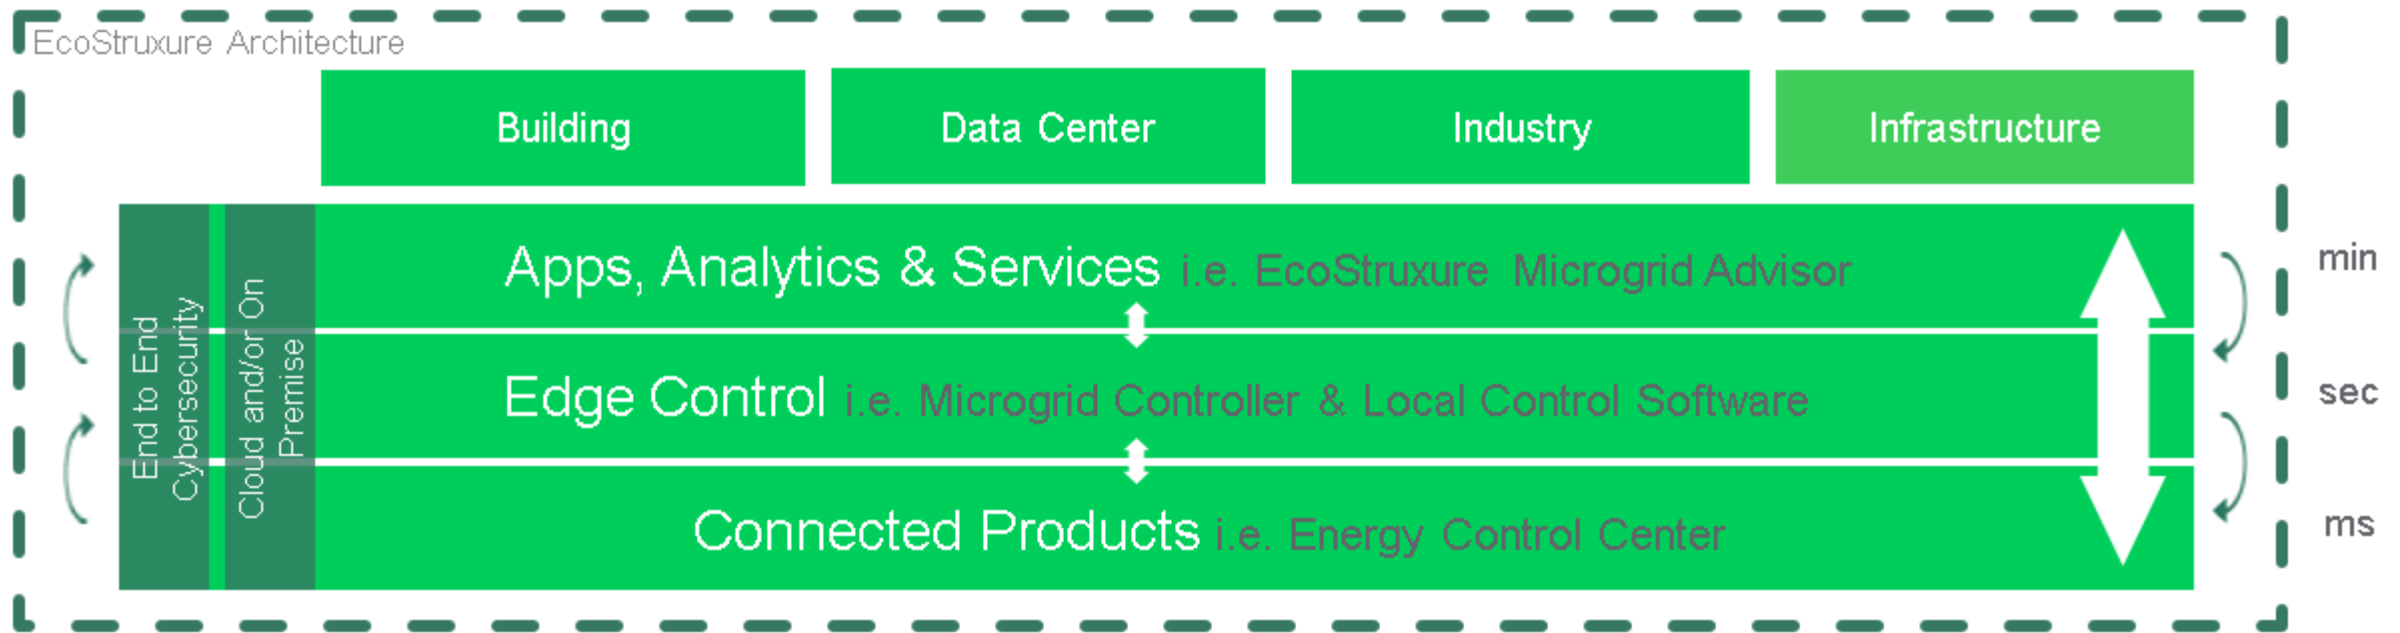 EcoStruxure Architecture
Building
Data Center
Industry
Infrastructure
End to End
Cybersecurity
Cloud and/or On
Premise
Apps, Analytics & Services i.e. EcoStruxure Microgrid Advisor
min
Edge Control i.e. Microgrid Controller & Local Control Software
sec
Connected Products i.e. Energy Control Center
ms